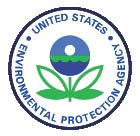 UNITED STATES
ENVIRONMENTAL PROTECTION AGENCY